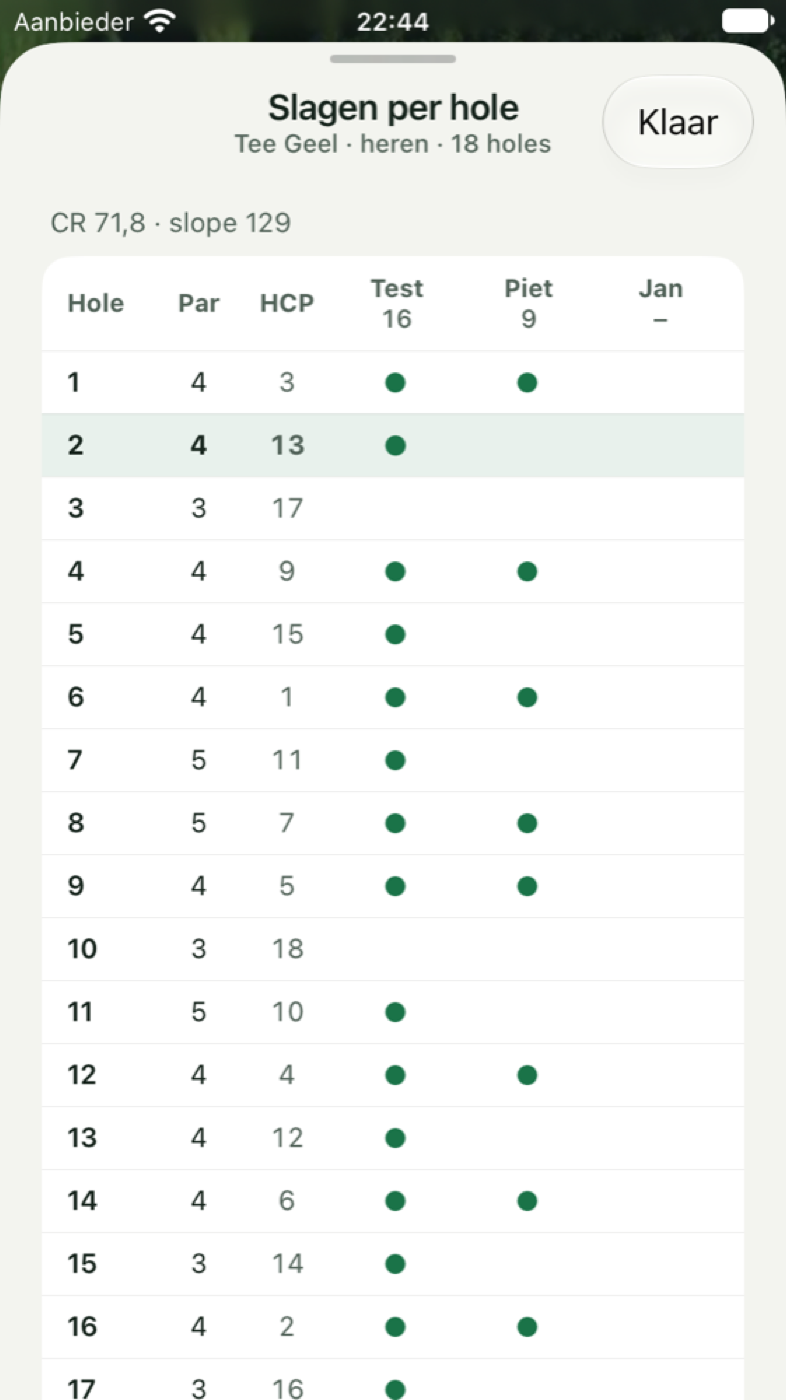 Aanbieder 22:44
Slagen per hole
Klaar
Tee Geel · heren · 18 holes
CR 71,8 · slope 129
Hole Par HCP Test 16 Piet 9 Jan –
1 4 3
2 4 13
3 3 17
4 4 9
5 4 15
6 4 1
7 5 11
8 5 7
9 4 5
10 3 18
11 5 10
12 4 4
13 4 12
14 4 6
15 3 14
16 4 2
17 3 16